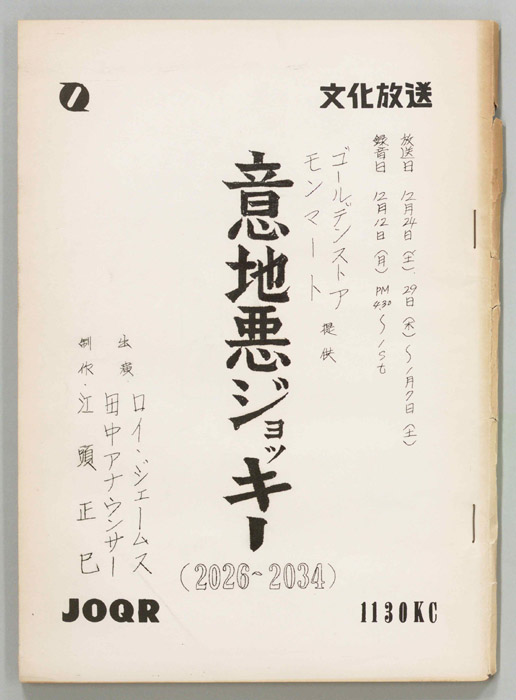 文化放送
放送日 12月24日(土)、29日(木)〜1月7日(土)
録音日 12月12日(月) PM 4.30〜1st
ゴールデンストア
モンマート 提供
意地悪ジョッキー
(2026~2034)
出演 ロイ・ジェームス
田中アナウンサー
制作・江頭正巳
JOQR
1130KC